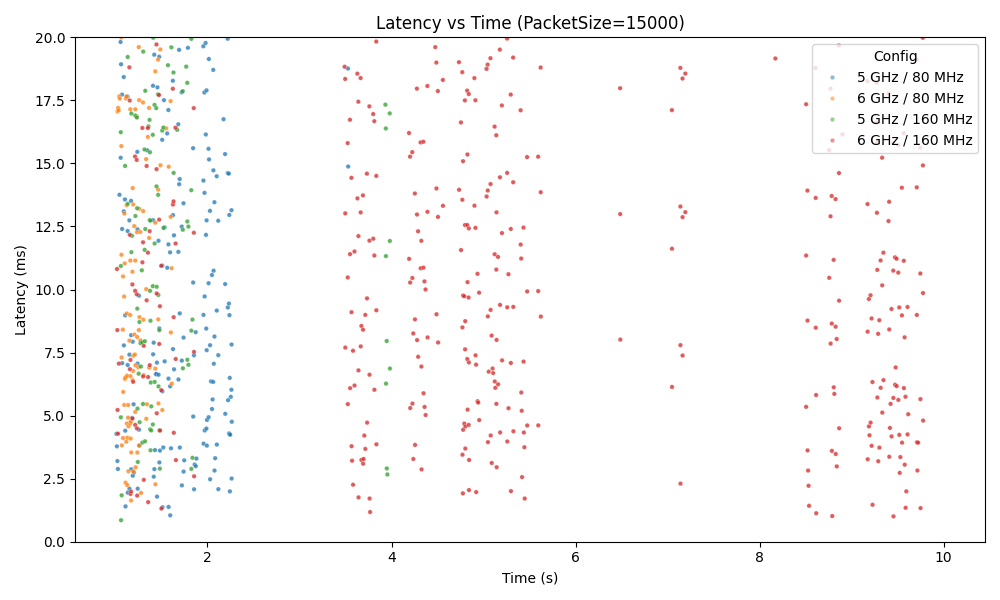 Latency vs Time (PacketSize=15000)
Config
5 GHz / 80 MHz
6 GHz / 80 MHz
5 GHz / 160 MHz
6 GHz / 160 MHz
Latency (ms)
20.0
17.5
15.0
12.5
10.0
7.5
5.0
2.5
0.0
2
4
6
8
10
Time (s)